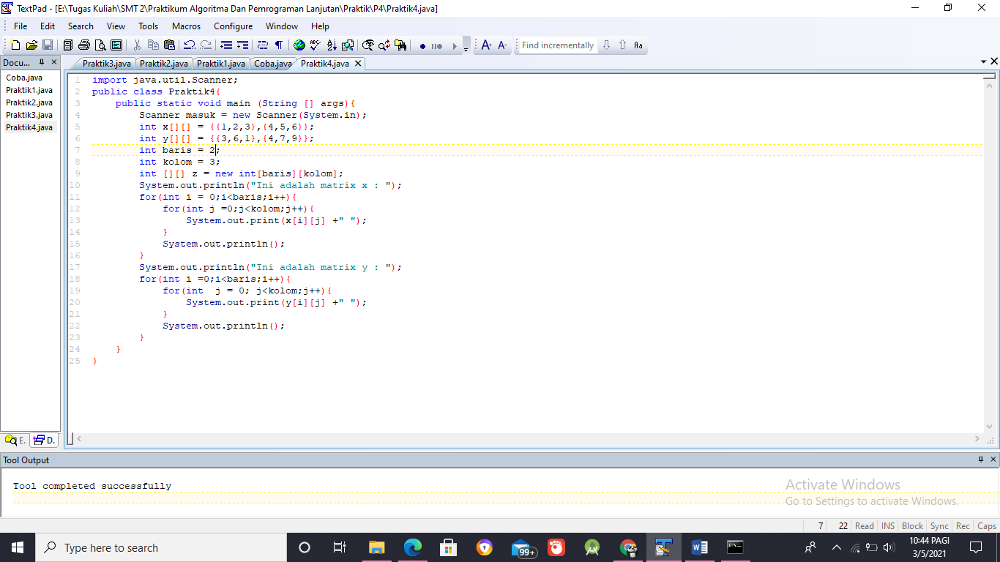 TextPad - [E:\Tugas Kuliah\SMT 2\Praktikum Algoritma Dan Pemrograman Lanjutan\Praktik\P4\Praktik4.java]
File Edit Search View Tools Macros Configure Window Help
Find incrementally Aa
Docu...
Praktik3.java Praktik2.java Praktik1.java Coba.java Praktik4.java
Coba.java
Praktik1.java
Praktik2.java
Praktik3.java
Praktik4.java
1 import java.util.Scanner;
2 public class Praktik4{
3 public static void main (String [] args){
4 Scanner masuk = new Scanner(System.in);
5 int x[][] = {{1,2,3},{4,5,6}};
6 int y[][] = {{3,6,1},{4,7,9}};
7 int baris = 2;
8 int kolom = 3;
9 int [][] z = new int[baris][kolom];
10 System.out.println("Ini adalah matrix x : ");
11 for(int i = 0;i<baris;i++){
12 for(int j =0;j<kolom;j++){
13 System.out.print(x[i][j] +" ");
14 }
15 System.out.println();
16 }
17 System.out.println("Ini adalah matrix y : ");
18 for(int i =0;i<baris;i++){
19 for(int  j = 0; j<kolom;j++){
20 System.out.print(y[i][j] +" ");
21 }
22 System.out.println();
23 }
24 }
25 }
E. D.
Tool Output
Tool completed successfully
Activate Windows
Go to Settings to activate Windows.
7 22 Read INS Block Sync Rec Caps
Type here to search
99+
10:44 PAGI
3/5/2021